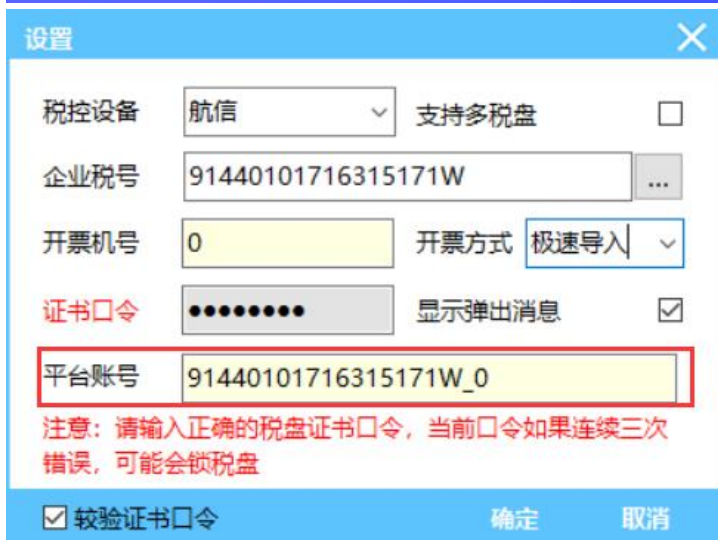 设置
税控设备 航信 支持多税盘
企业税号 91440101716315171W ...
开票机号 0 开票方式 极速导入
证书口令 ●●●●●●●● 显示弹出消息
平台账号 91440101716315171W_0
注意：请输入正确的税盘证书口令，当前口令如果连续三次
错误，可能会锁税盘
较验证书口令 确定 取消